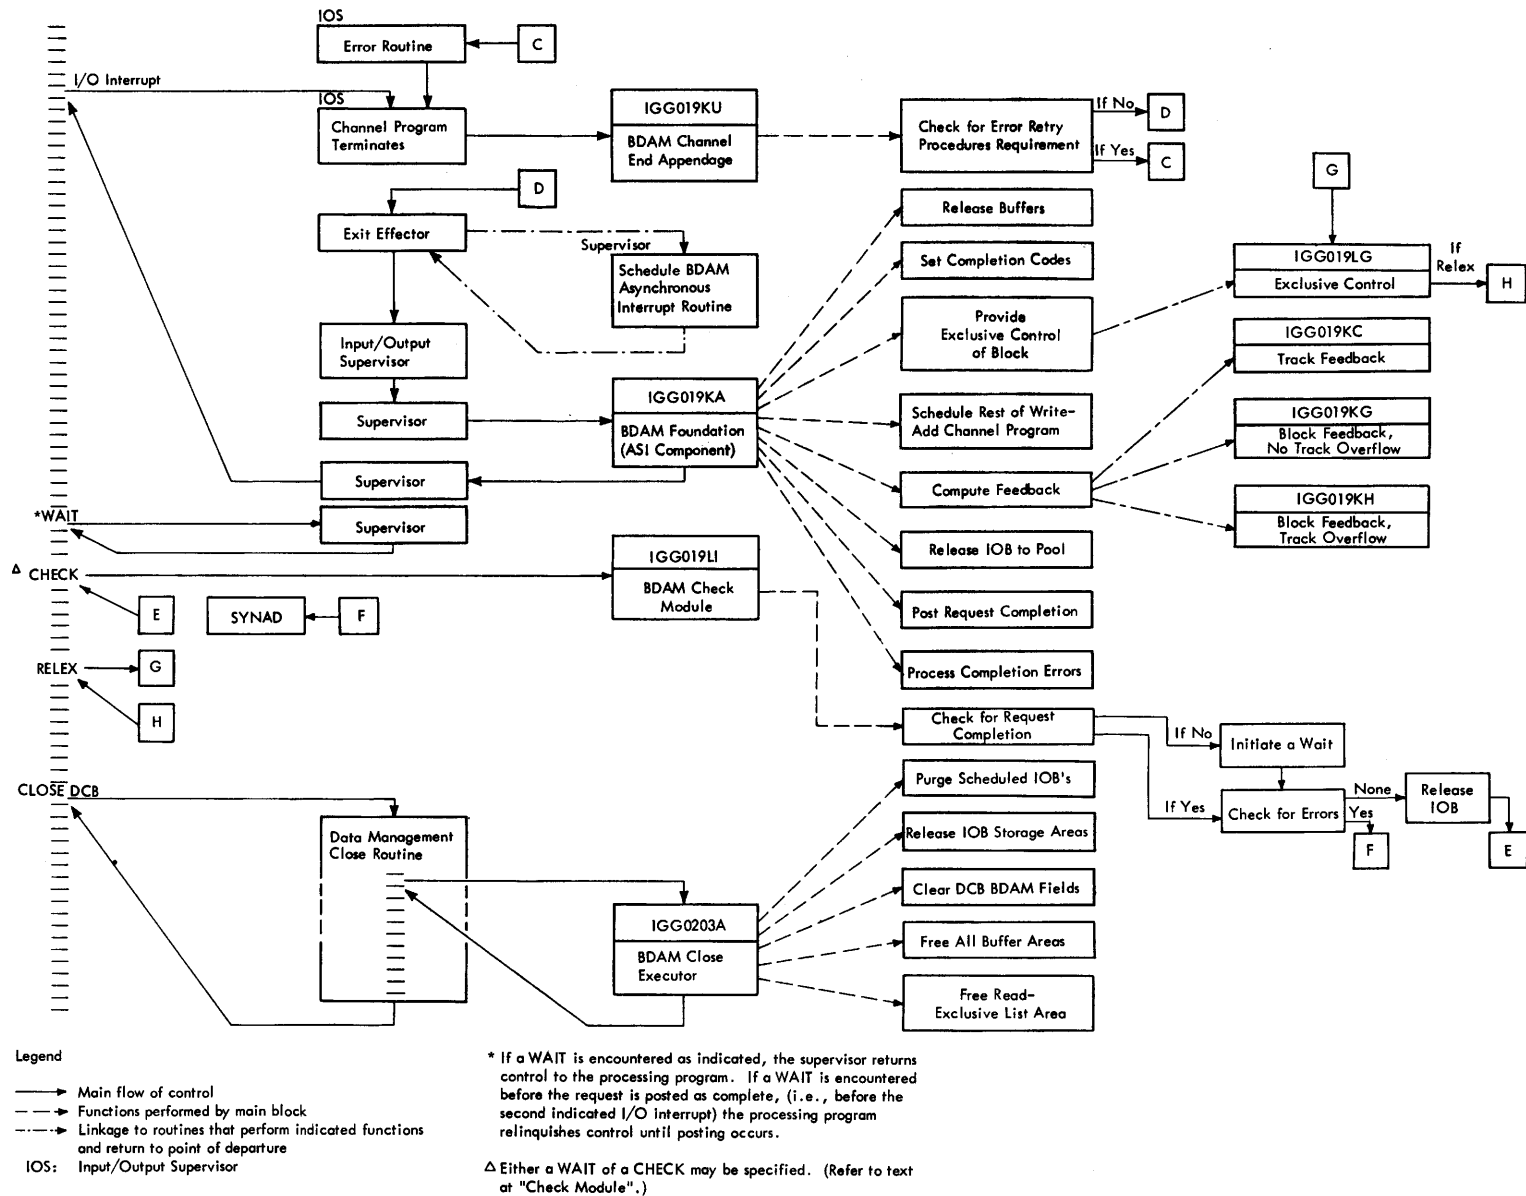 IOS
Error Routine
C
I/O Interrupt
IOS
Channel Program
Terminates
IGG019KU
BDAM Channel
End Appendage
Check for Error Retry
Procedures Requirement
If No
D
If Yes
C
G
D
Exit Effector
Supervisor
Schedule BDAM
Asynchronous
Interrupt Routine
Release Buffers
Set Completion Codes
Provide
Exclusive Control
of Block
IGG019LG
Exclusive Control
If
Relex
H
Input/Output
Supervisor
IGG019KC
Track Feedback
Supervisor
IGG019KA
BDAM Foundation
(ASI Component)
Schedule Rest of Write-
Add Channel Program
IGG019KG
Block Feedback,
No Track Overflow
Supervisor
Compute Feedback
IGG019KH
Block Feedback,
Track Overflow
*WAIT
Supervisor
Release IOB to Pool
Δ CHECK
IGG019LI
BDAM Check
Module
E
SYNAD
F
Post Request Completion
RELEX
G
Process Completion Errors
H
Check for Request
Completion
If No
Initiate a Wait
If Yes
Check for Errors
None
Yes
Release
IOB
F
E
CLOSE DCB
Data Management
Close Routine
Purge Scheduled IOB's
Release IOB Storage Areas
Clear DCB BDAM Fields
IGG0203A
BDAM Close
Executor
Free All Buffer Areas
Free Read-
Exclusive List Area
Legend
Main flow of control
Functions performed by main block
Linkage to routines that perform indicated functions
and return to point of departure
IOS: Input/Output Supervisor
* If a WAIT is encountered as indicated, the supervisor returns
control to the processing program. If a WAIT is encountered
before the request is posted as complete, (i.e., before the
second indicated I/O interrupt) the processing program
relinquishes control until posting occurs.
Δ Either a WAIT of a CHECK may be specified. (Refer to text
at "Check Module".)